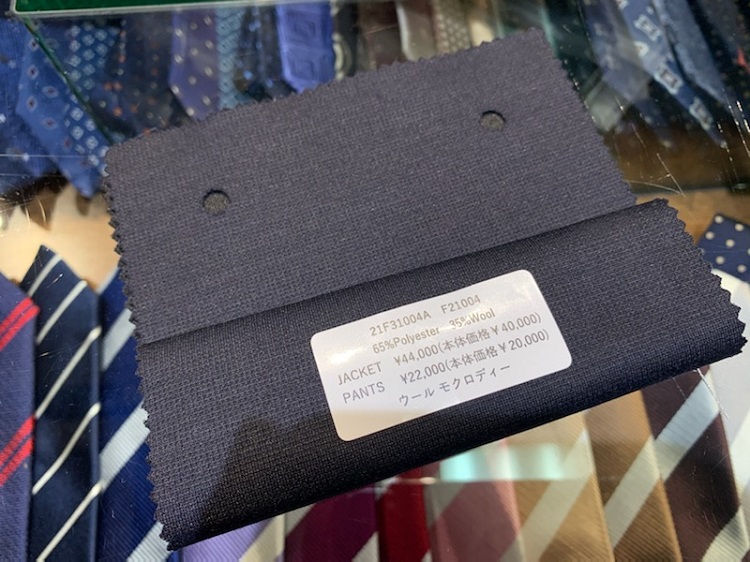 21F31004A F21004
65%Polyester 35%Wool
JACKET ¥44,000(本体価格¥40,000)
PANTS ¥22,000(本体価格¥20,000)
ウール モクロディー